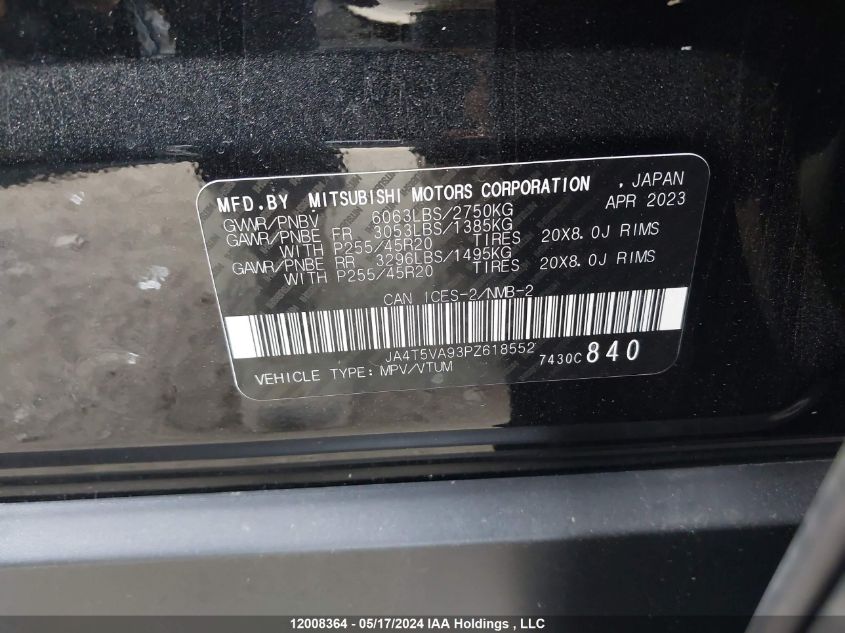 MFD.BY MITSUBISHI MOTORS CORPORATION , JAPAN
GVWR/PNBV 6063LBS/2750KG APR 2023
GAWR/PNBE FR 3053LBS/1385KG
WITH P255/45R20 TIRES 20X8.0J RIMS
GAWR/PNBE RR 3296LBS/1495KG
WITH P255/45R20 TIRES 20X8.0J RIMS
CAN ICES-2/NMB-2
JA4T5VA93PZ618552 7430C 840
VEHICLE TYPE: MPV/VTUM
12008364 - 05/17/2024 IAA Holdings , LLC/Copart